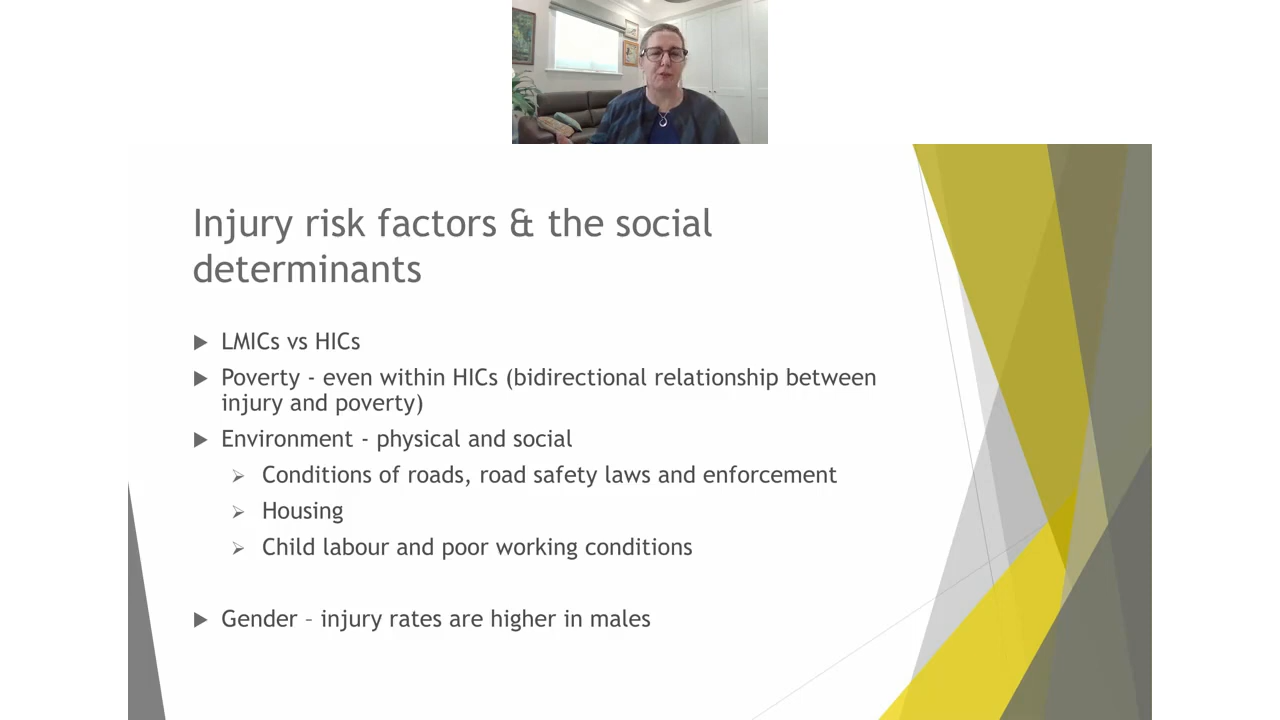 Injury risk factors & the social
determinants
LMICs vs HICs
Poverty - even within HICs (bidirectional relationship between
injury and poverty)
Environment - physical and social
Conditions of roads, road safety laws and enforcement
Housing
Child labour and poor working conditions
Gender – injury rates are higher in males